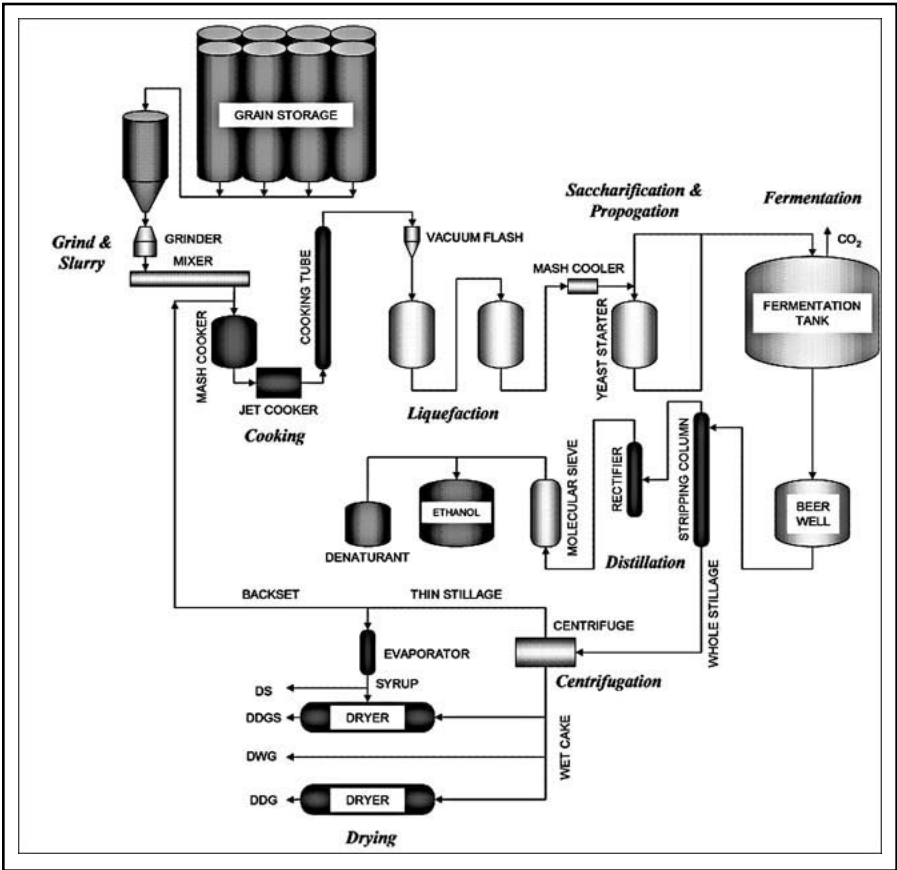 GRAIN STORAGE
Saccharification &
Propogation
Fermentation
CO2
Grind &
Slurry
GRINDER
MIXER
COOKING TUBE
VACUUM FLASH
MASH COOLER
FERMENTATION
TANK
MASH COOKER
YEAST STARTER
JET COOKER
Cooking
Liquefaction
MOLECULAR SIEVE
RECTIFIER
STRIPPING COLUMN
BEER
WELL
ETHANOL
DENATURANT
Distillation
BACKSET
THIN STILLAGE
CENTRIFUGE
WHOLE STILLAGE
EVAPORATOR
Centrifugation
SYRUP
DS
DDGS
DRYER
WET CAKE
DWG
DDG
DRYER
Drying